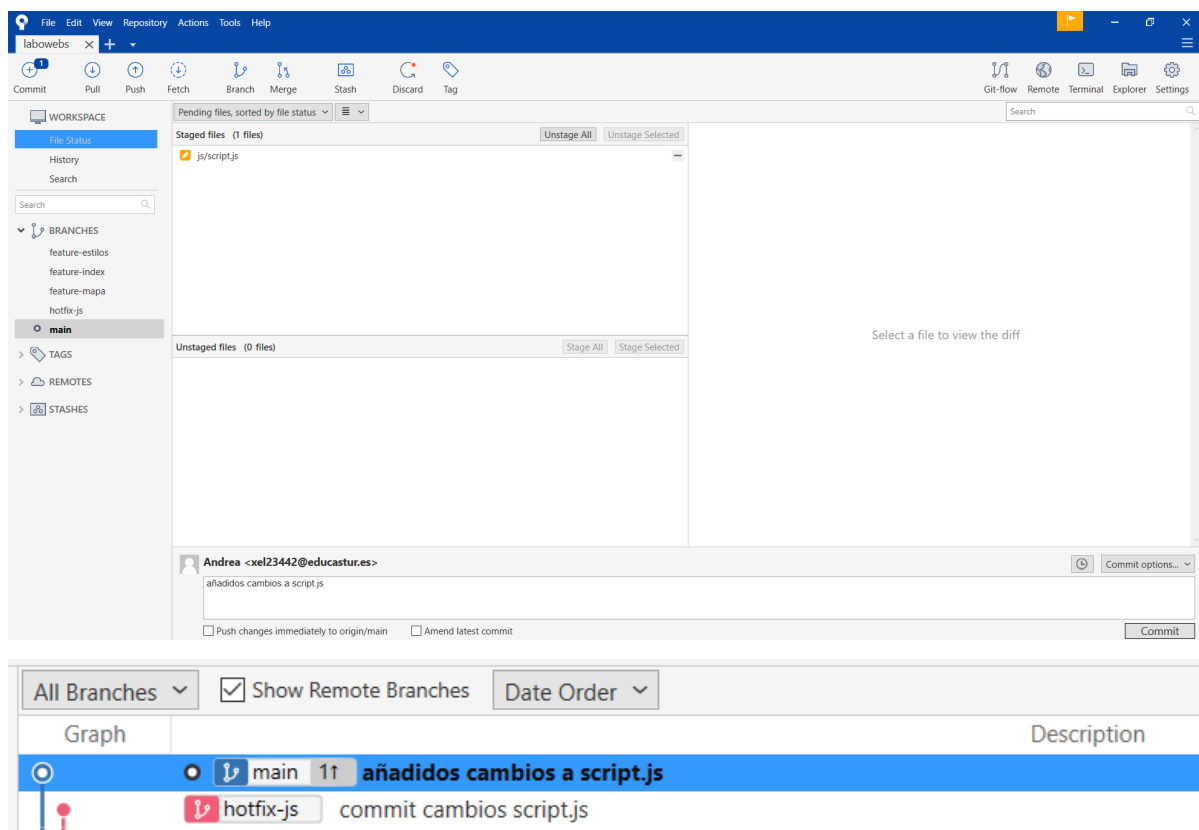 File Edit View Repository Actions Tools Help
labowebs
1
Commit Pull Push Fetch Branch Merge Stash Discard Tag Git-flow Remote Terminal Explorer Settings
WORKSPACE
File Status
History
Search
Search
BRANCHES
feature-estilos
feature-index
feature-mapa
hotfix-js
main
TAGS
REMOTES
STASHES
Pending files, sorted by file status
Search
Staged files (1 files) Unstage All Unstage Selected
js/script.js
Unstaged files (0 files) Stage All Stage Selected
Select a file to view the diff
Andrea <xel23442@educastur.es> Commit options...
añadidos cambios a script.js
Push changes immediately to origin/main Amend latest commit Commit
All Branches Show Remote Branches Date Order
Graph Description
main 1↑ añadidos cambios a script.js
hotfix-js commit cambios script.js